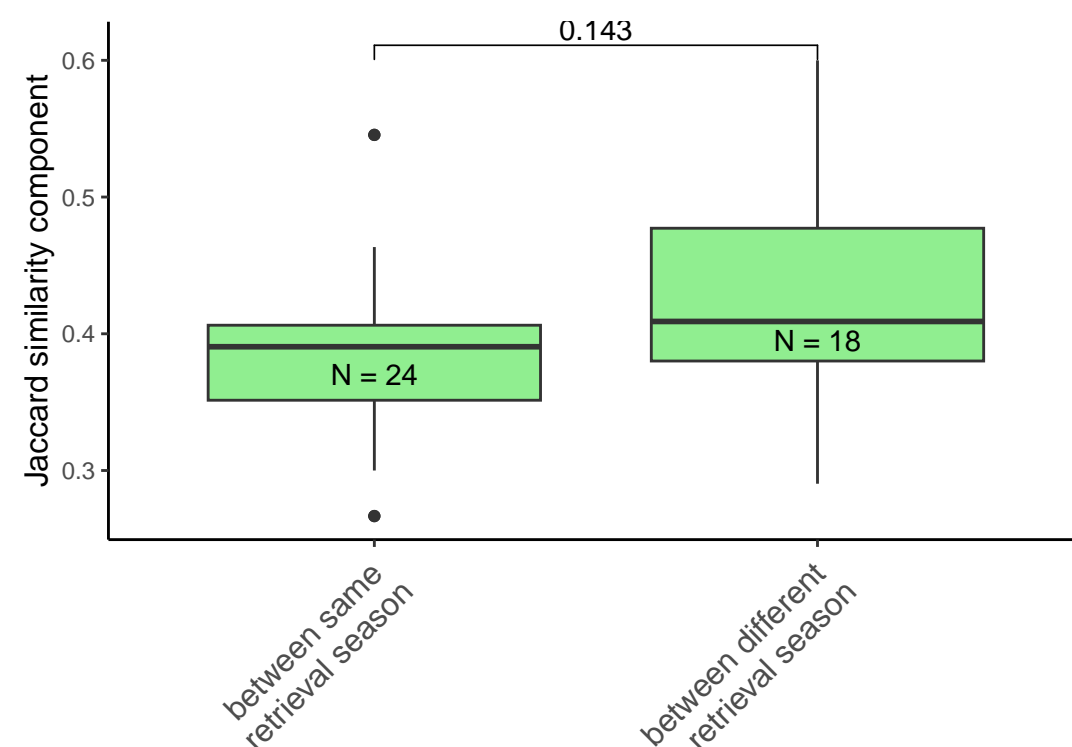 0.143
0.6
0.5
0.4
0.3
Jaccard similarity component
N = 24
N = 18
between same
retrieval season
between different
retrieval season